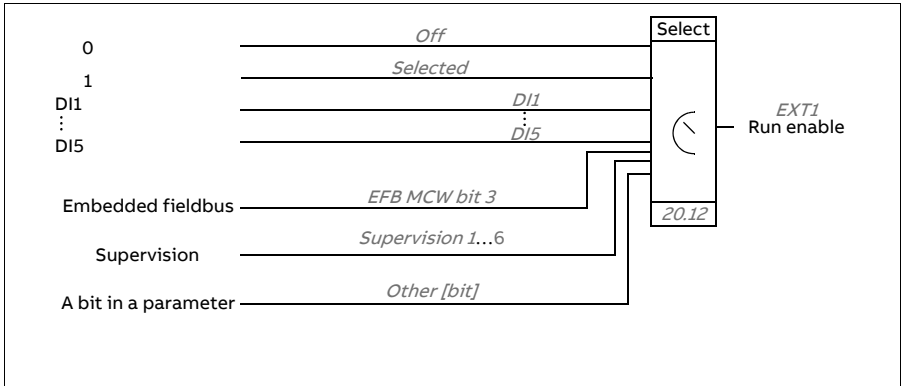 Select
0
Off
1
Selected
DI1
DI1
⋮
⋮
DI5
DI5
EXT1
Run enable
Embedded fieldbus
EFB MCW bit 3
20.12
Supervision
Supervision 1...6
A bit in a parameter
Other [bit]